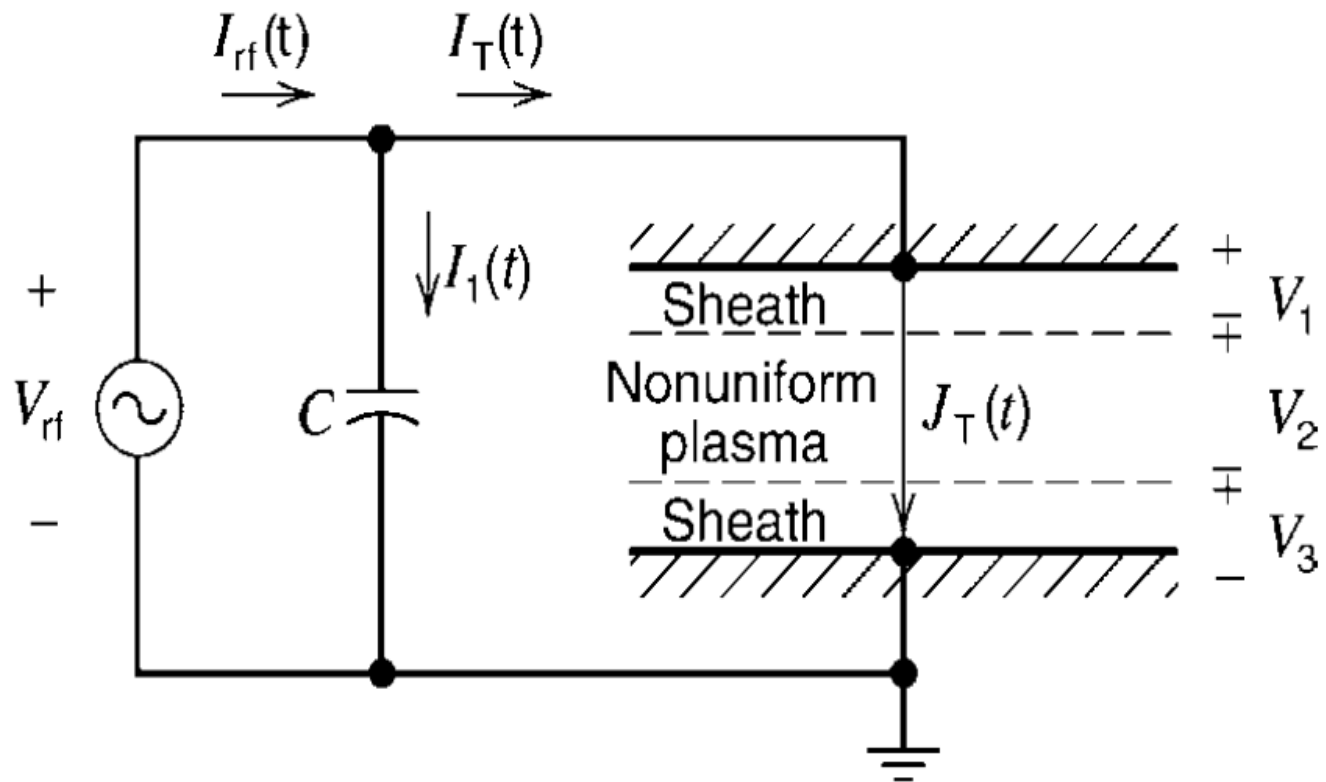 I_rf(t) I_T(t)
+
V_rf
−
C
I_1(t)
Sheath
Nonuniform
plasma
Sheath
J_T(t)
+
V_1
−
+
V_2
−
+
V_3
−